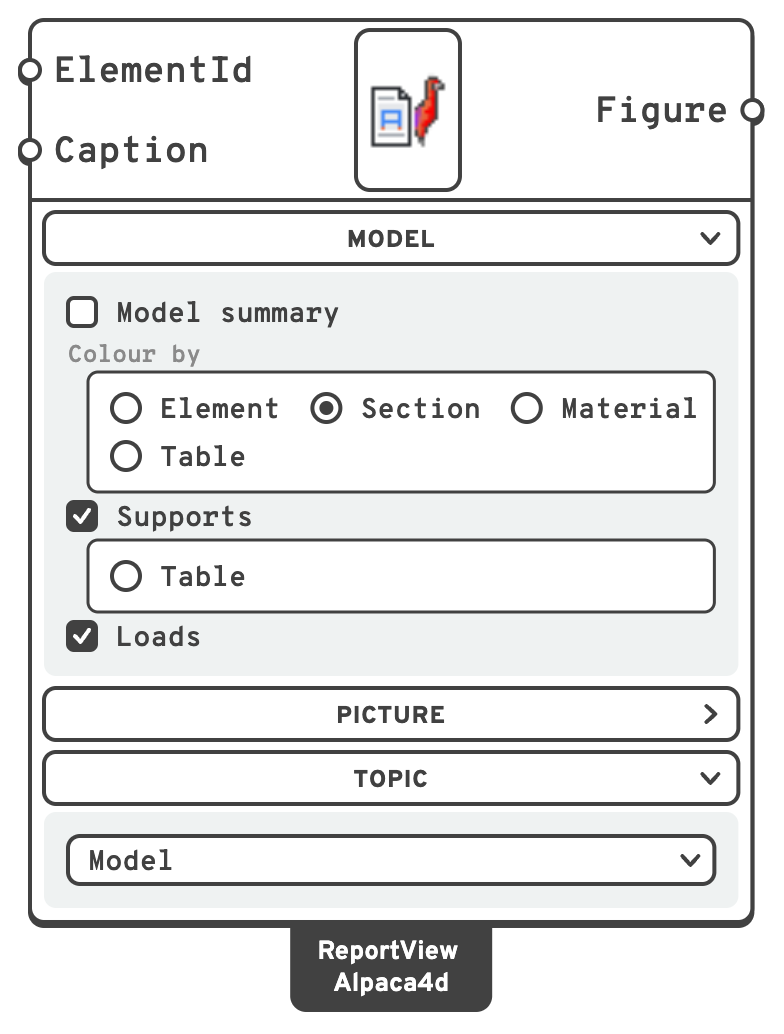 ElementId
Caption
Figure
MODEL
Model summary
Colour by
Element Section Material
Table
Supports
Table
Loads
PICTURE
TOPIC
Model
ReportView
Alpaca4d